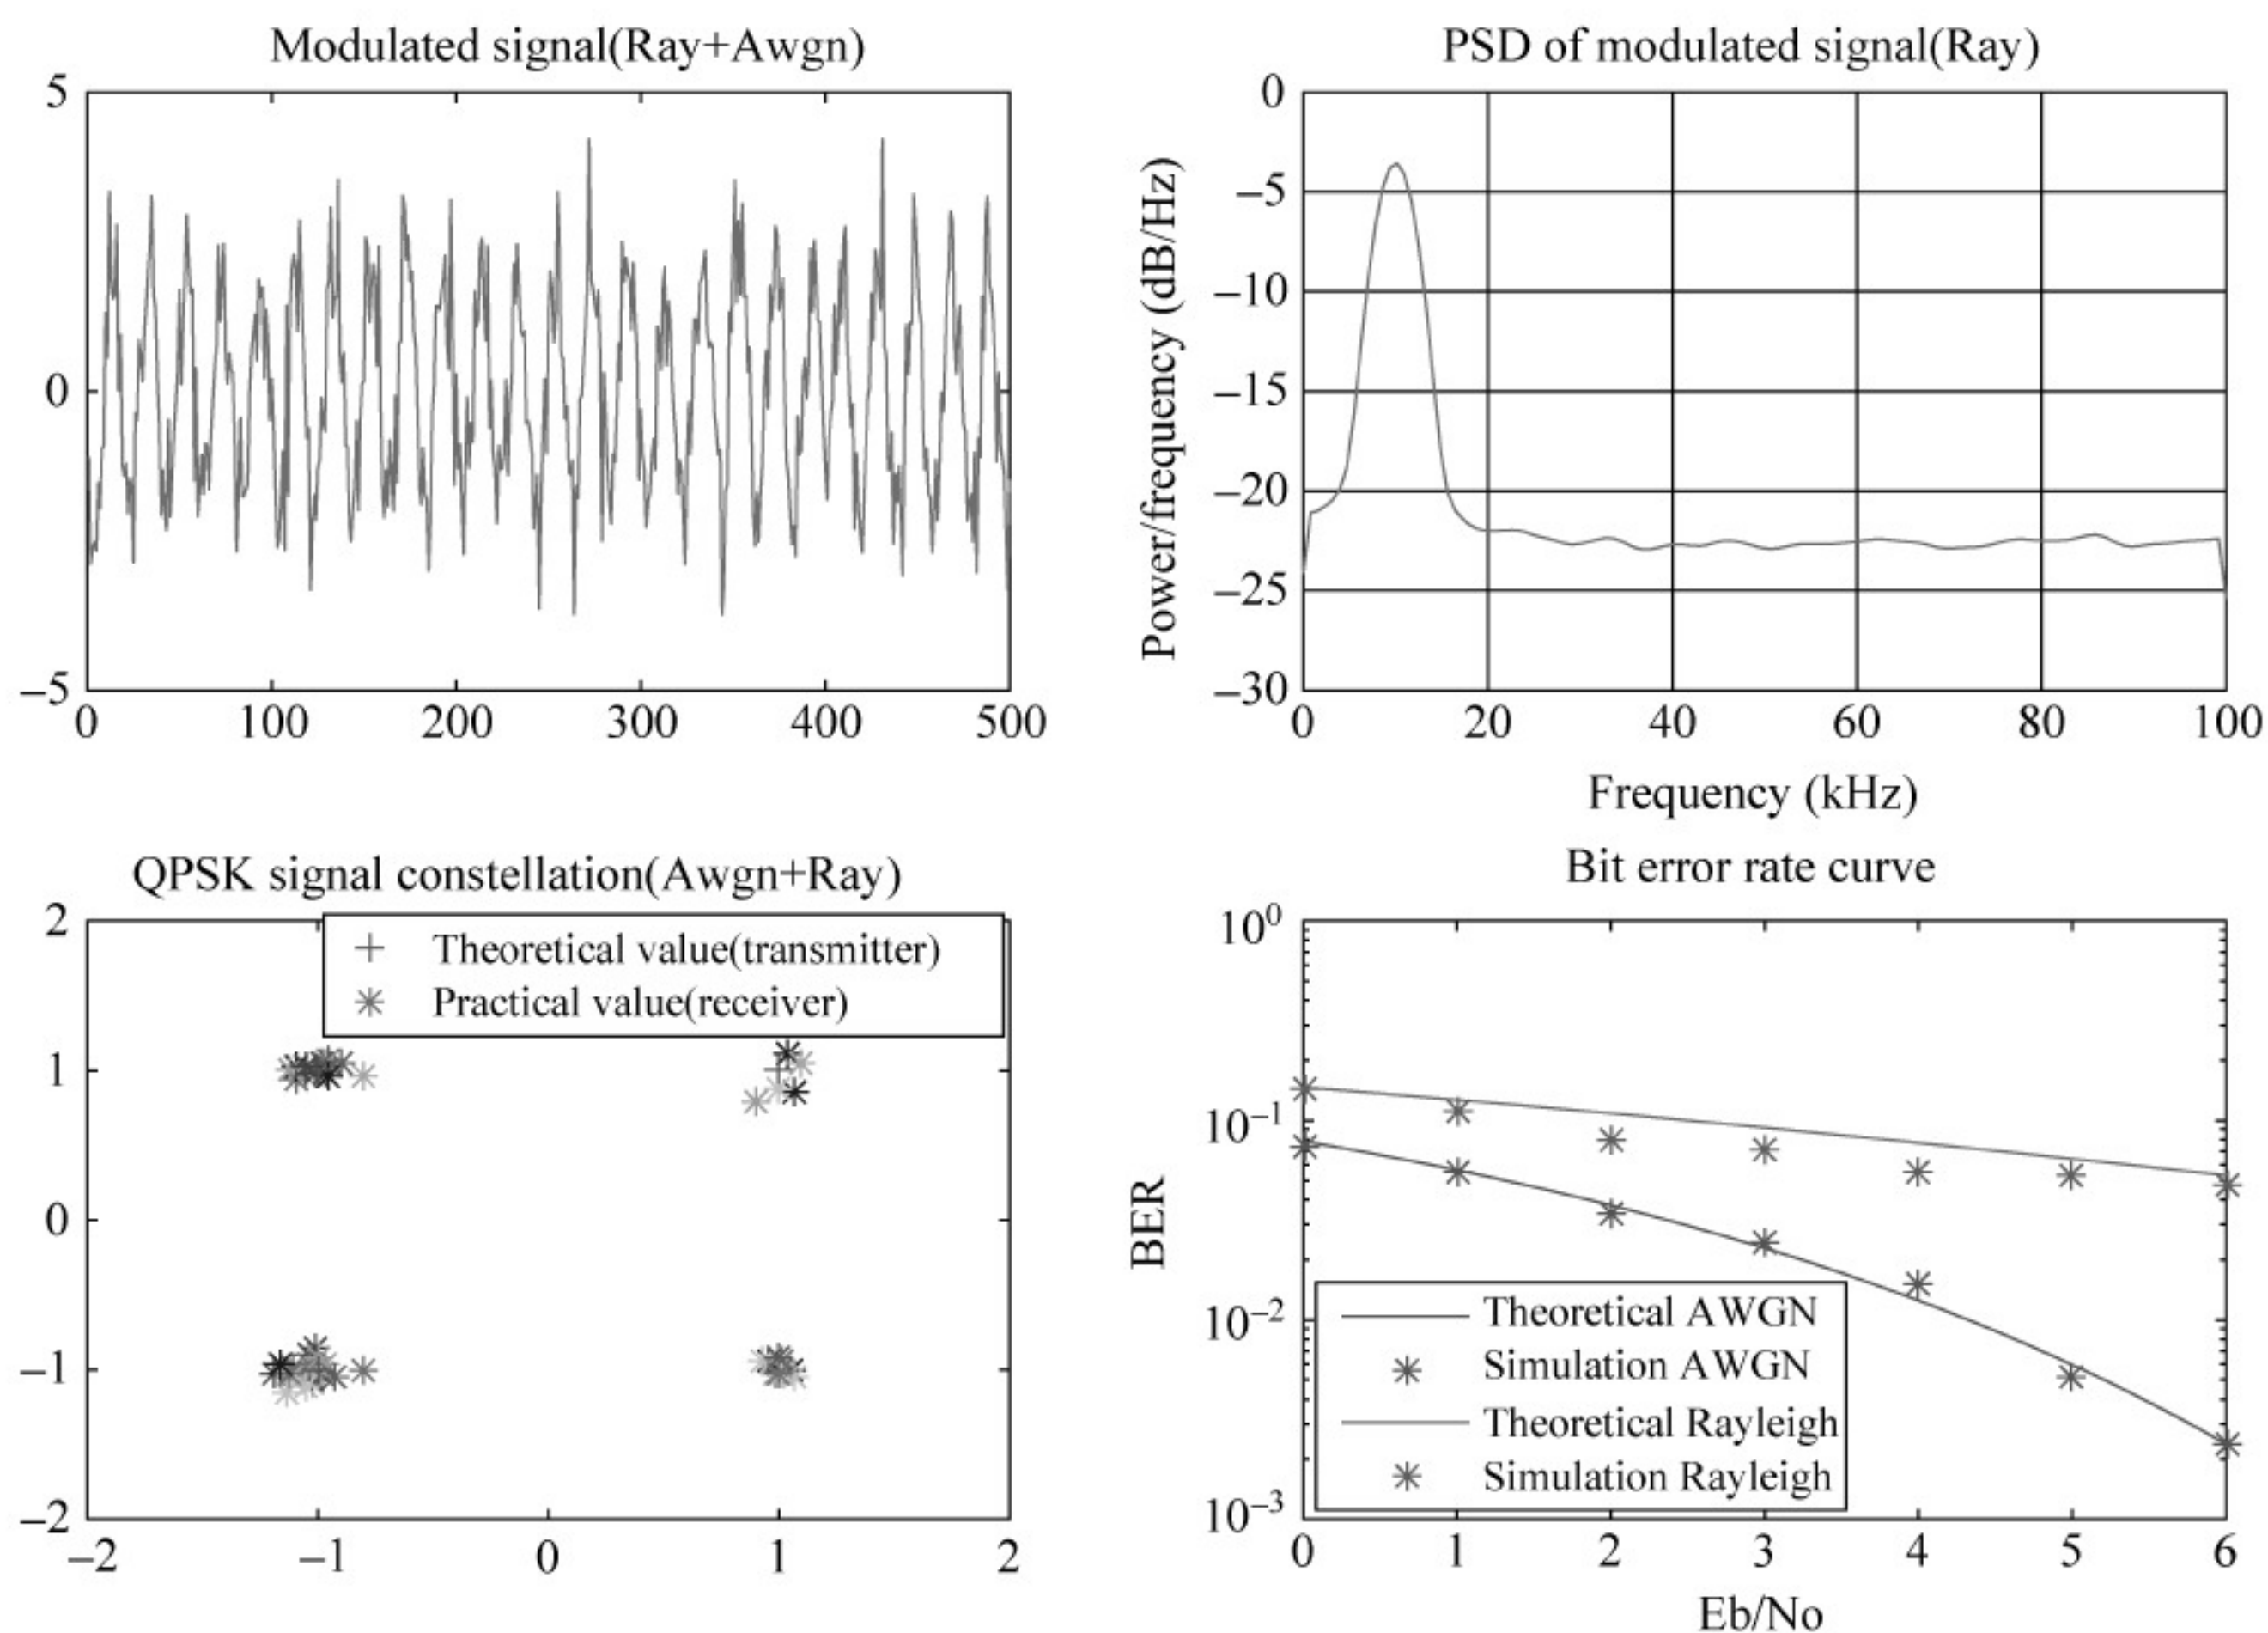 Modulated signal(Ray+Awgn)
5
0
−5
0 100 200 300 400 500
PSD of modulated signal(Ray)
Power/frequency (dB/Hz)
0
−5
−10
−15
−20
−25
−30
0 20 40 60 80 100
Frequency (kHz)
QPSK signal constellation(Awgn+Ray)
Theoretical value(transmitter)
Practical value(receiver)
2
1
0
−1
−2
−2 −1 0 1 2
Bit error rate curve
BER
10⁰
10⁻¹
10⁻²
10⁻³
Theoretical AWGN
Simulation AWGN
Theoretical Rayleigh
Simulation Rayleigh
0 1 2 3 4 5 6
Eb/No